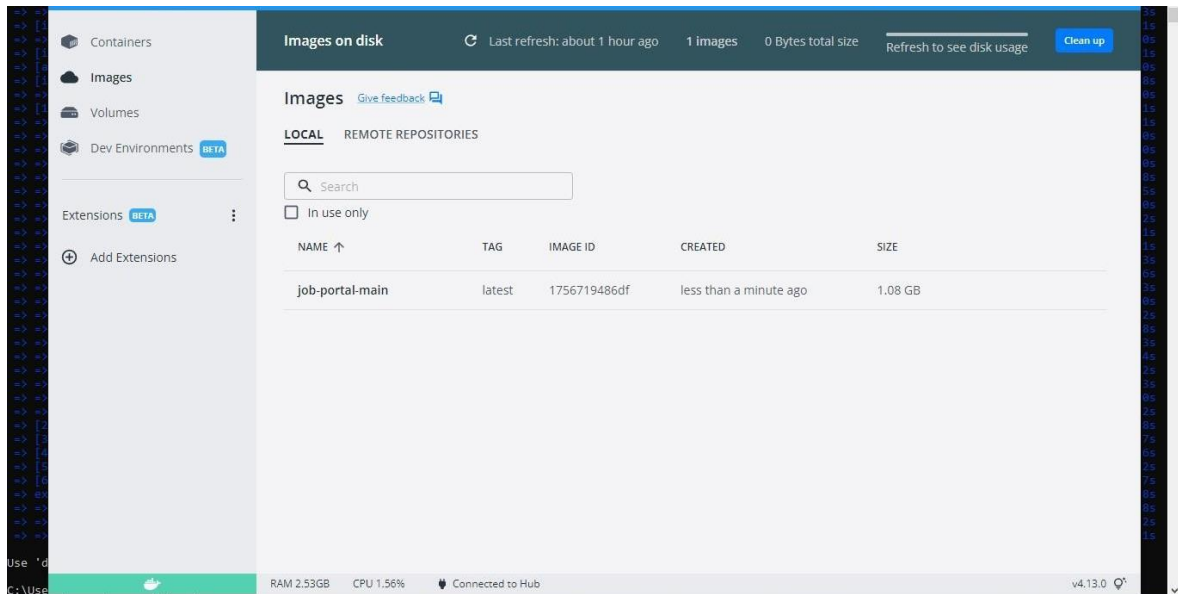 Containers
Images
Volumes
Dev Environments BETA
Extensions BETA
Add Extensions
Images on disk Last refresh: about 1 hour ago 1 images 0 Bytes total size Refresh to see disk usage Clean up
Images Give feedback
LOCAL REMOTE REPOSITORIES
Search
In use only
NAME TAG IMAGE ID CREATED SIZE
job-portal-main latest 1756719486df less than a minute ago 1.08 GB
Use 'd
C:\Use
RAM 2.53GB CPU 1.56% Connected to Hub v4.13.0